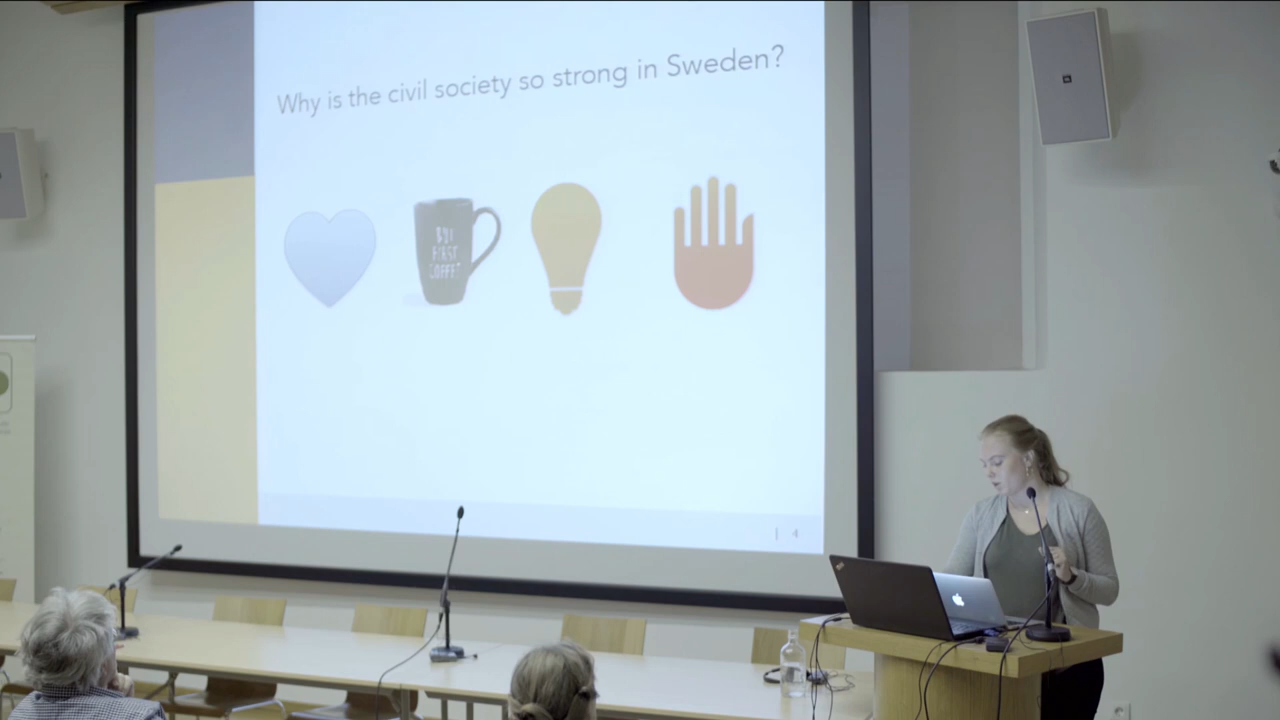 Why is the civil society so strong in Sweden?
BUT
FIRST
COFFEE
| 4